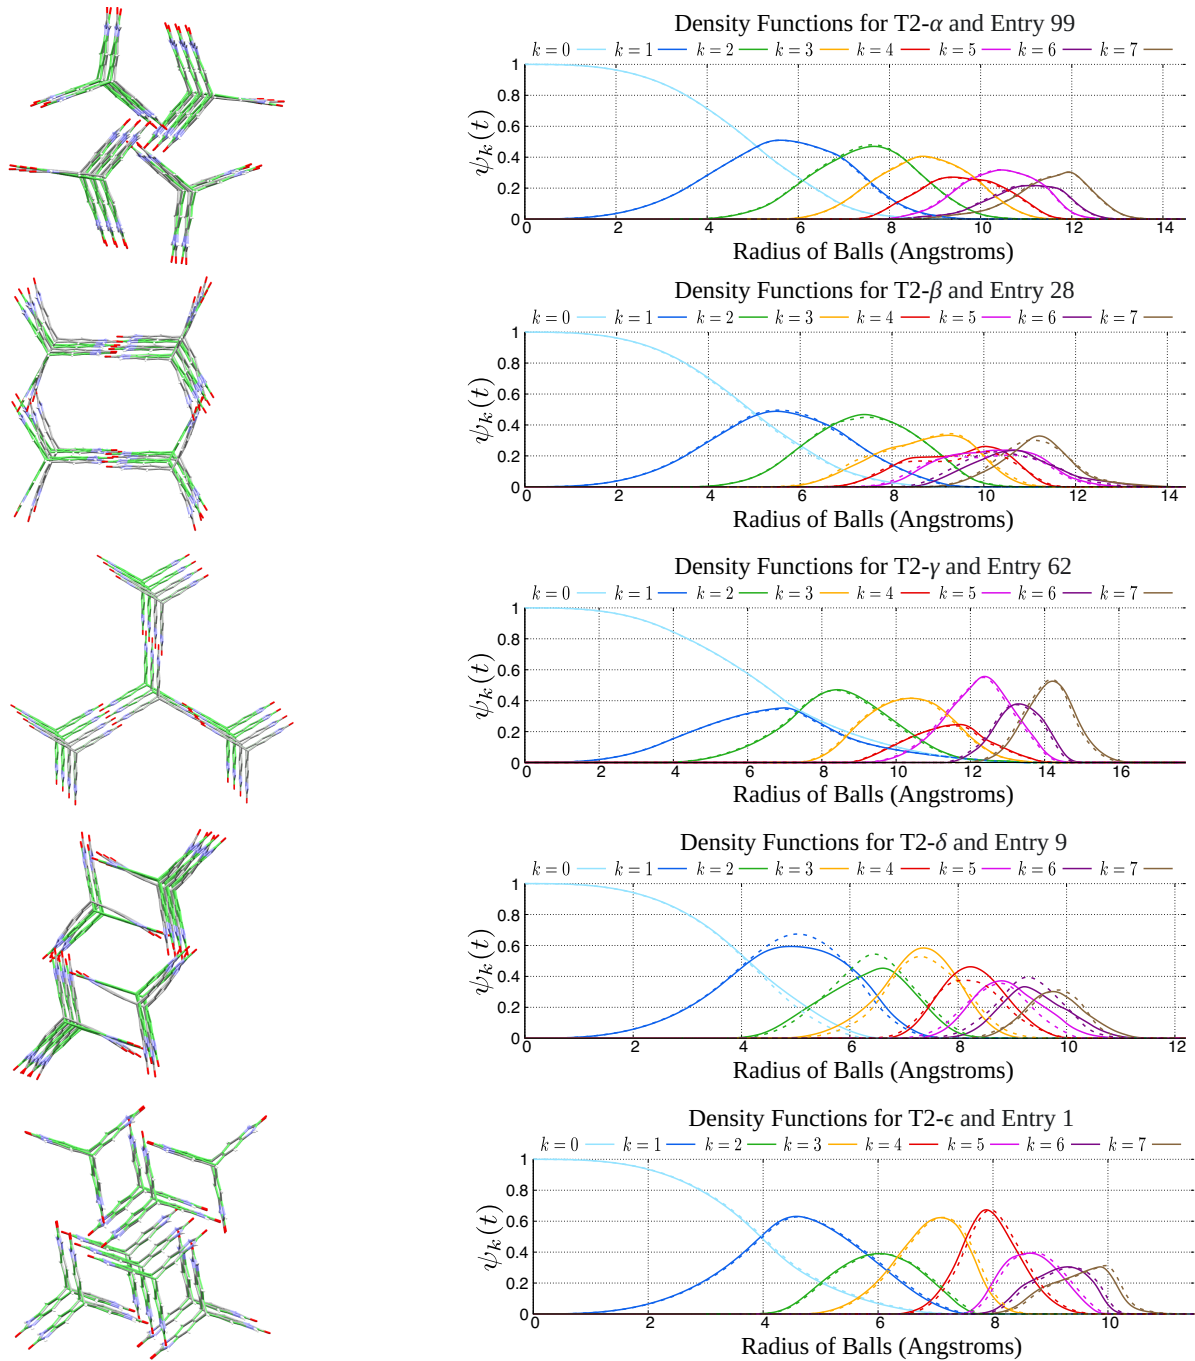 Density Functions for T2-α and Entry 99
k = 0 k = 1 k = 2 k = 3 k = 4 k = 5 k = 6 k = 7
1
0.8
0.6
0.4
0.2
0
ψk(t)
0 2 4 6 8 10 12 14
Radius of Balls (Angstroms)
Density Functions for T2-β and Entry 28
k = 0 k = 1 k = 2 k = 3 k = 4 k = 5 k = 6 k = 7
1
0.8
0.6
0.4
0.2
0
ψk(t)
0 2 4 6 8 10 12 14
Radius of Balls (Angstroms)
Density Functions for T2-γ and Entry 62
k = 0 k = 1 k = 2 k = 3 k = 4 k = 5 k = 6 k = 7
1
0.8
0.6
0.4
0.2
0
ψk(t)
0 2 4 6 8 10 12 14 16
Radius of Balls (Angstroms)
Density Functions for T2-δ and Entry 9
k = 0 k = 1 k = 2 k = 3 k = 4 k = 5 k = 6 k = 7
1
0.8
0.6
0.4
0.2
0
ψk(t)
0 2 4 6 8 10 12
Radius of Balls (Angstroms)
Density Functions for T2-ϵ and Entry 1
k = 0 k = 1 k = 2 k = 3 k = 4 k = 5 k = 6 k = 7
1
0.8
0.6
0.4
0.2
0
ψk(t)
0 2 4 6 8 10
Radius of Balls (Angstroms)